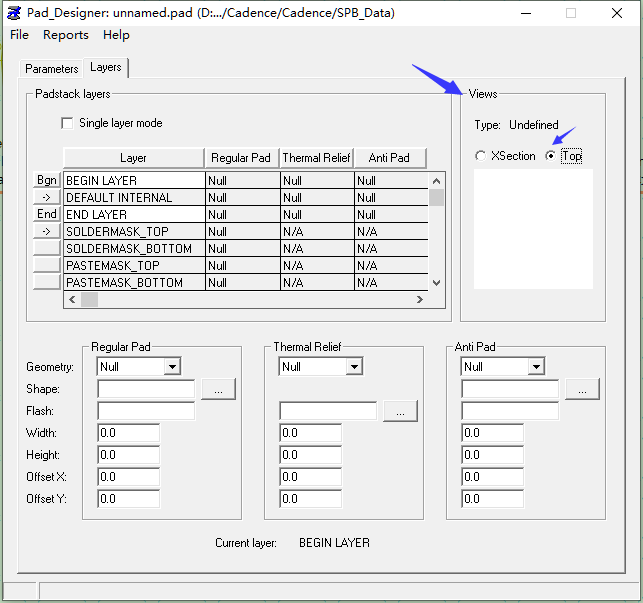 Pad_Designer: unnamed.pad (D:.../Cadence/Cadence/SPB_Data)
File Reports Help
Parameters Layers
Padstack layers
Single layer mode
Layer Regular Pad Thermal Relief Anti Pad
Bgn BEGIN LAYER Null Null Null
-> DEFAULT INTERNAL Null Null Null
End END LAYER Null Null Null
-> SOLDERMASK_TOP Null N/A N/A
SOLDERMASK_BOTTOM Null N/A N/A
PASTEMASK_TOP Null N/A N/A
PASTEMASK_BOTTOM Null N/A N/A
Views
Type: Undefined
XSection Top
Regular Pad Thermal Relief Anti Pad
Geometry: Null Null Null
Shape: ... ...
Flash: ...
Width: 0.0 0.0 0.0
Height: 0.0 0.0 0.0
Offset X: 0.0 0.0 0.0
Offset Y: 0.0 0.0 0.0
Current layer: BEGIN LAYER